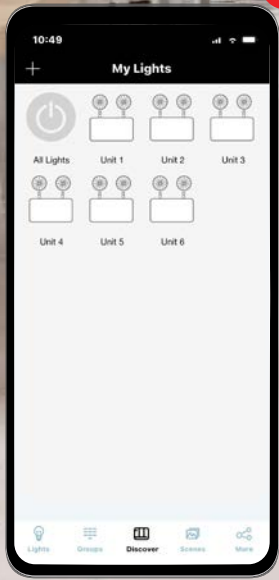 10:49
+ My Lights
All Lights Unit 1 Unit 2 Unit 3
Unit 4 Unit 5 Unit 6
Lights Groups Discover Scenes More